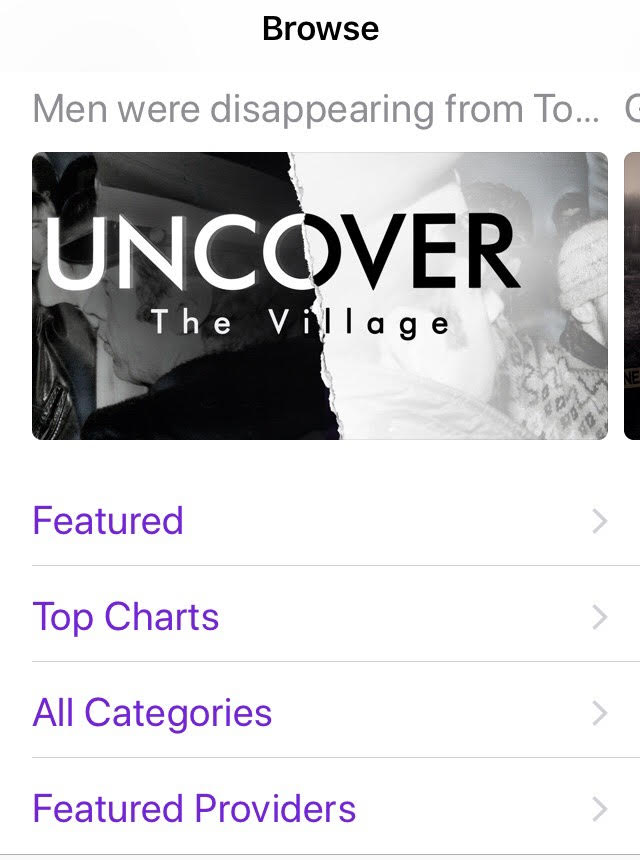 Browse
Men were disappearing from To...
UNCOVER
The Village
Featured
Top Charts
All Categories
Featured Providers